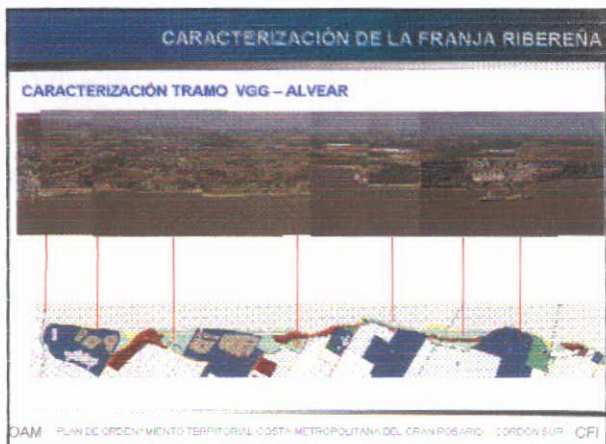 CARACTERIZACIÓN DE LA FRANJA RIBEREÑA
CARACTERIZACIÓN TRAMO VGG – ALVEAR
OAM PLAN DE ORDENAMIENTO TERRITORIAL COSTA METROPOLITANA DEL GRAN ROSARIO - CORDÓN SUR CFI